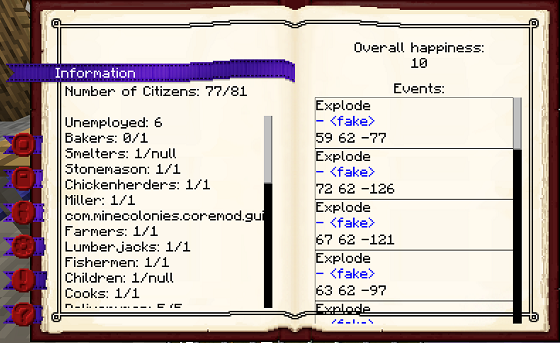 Information
Number of Citizens: 77/81
Unemployed: 6
Bakers: 0/1
Smelters: 1/null
Stonemason: 1/1
Chickenherders: 1/1
Miller: 1/1
com.minecolonies.coremod.gui
Farmers: 1/1
Lumberjacks: 1/1
Fishermen: 1/1
Children: 1/null
Cooks: 1/1
Overall happiness:
10
Events:
Explode
- <fake>
59 62 -77
Explode
- <fake>
72 62 -126
Explode
- <fake>
67 62 -121
Explode
- <fake>
63 62 -97
Explode
- <fake>